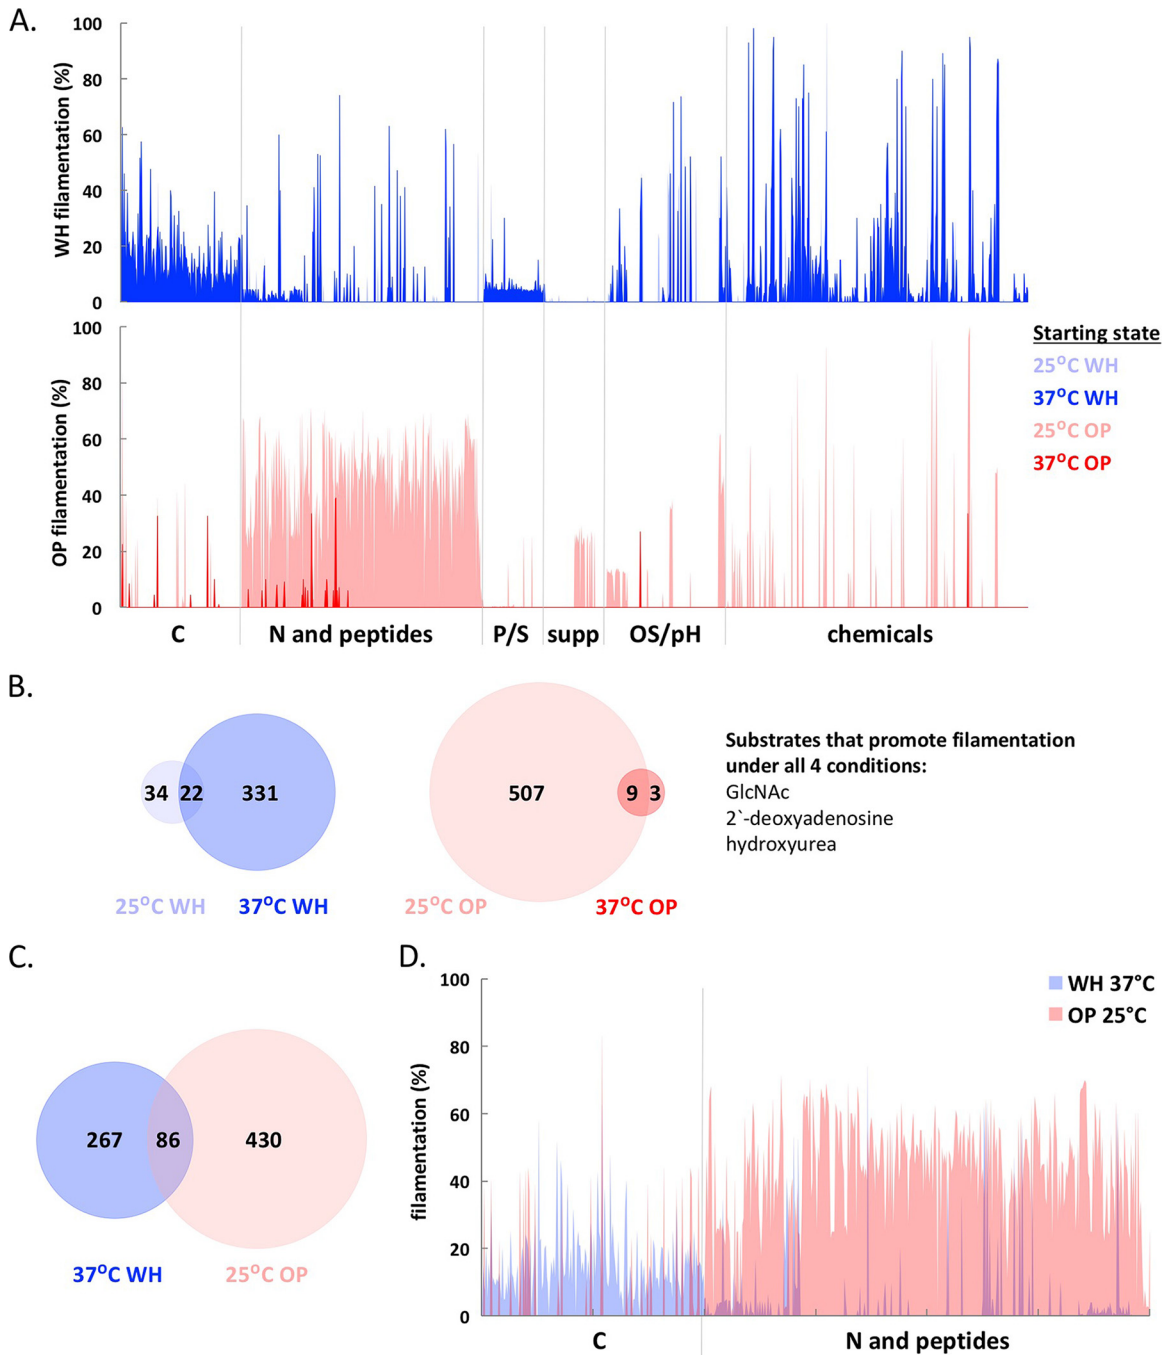 A.
WH filamentation (%)
100
80
60
40
20
0
OP filamentation (%)
100
80
60
40
20
0
C
N and peptides
P/S
supp
OS/pH
chemicals
Starting state
25°C WH
37°C WH
25°C OP
37°C OP
B.
34
22
331
25°C WH
37°C WH
507
9
3
25°C OP
37°C OP
Substrates that promote filamentation
under all 4 conditions:
GlcNAc
2`-deoxyadenosine
hydroxyurea
C.
267
86
430
37°C WH
25°C OP
D.
filamentation (%)
100
80
60
40
20
0
WH 37°C
OP 25°C
C
N and peptides